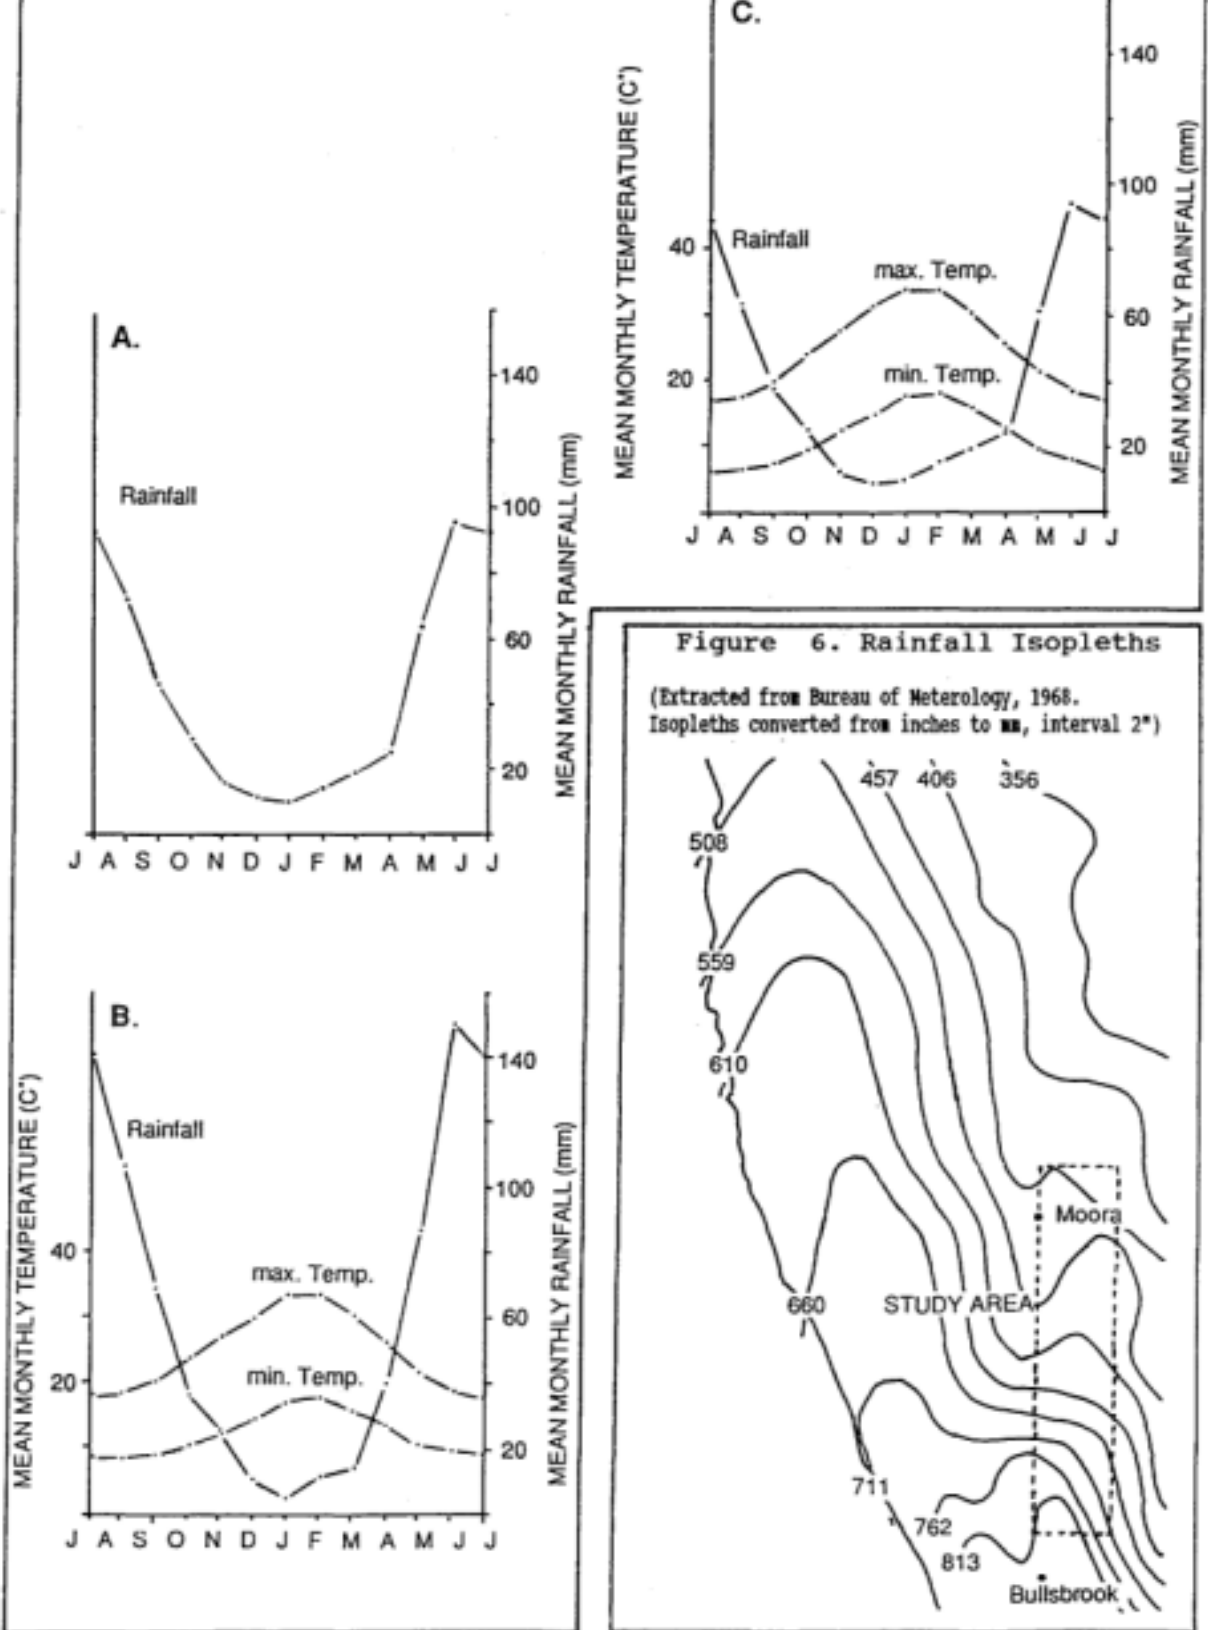 A.
Rainfall
140
100
60
20
MEAN MONTHLY RAINFALL (mm)
J A S O N D J F M A M J J
B.
Rainfall
max. Temp.
min. Temp.
MEAN MONTHLY TEMPERATURE (C°)
40
20
140
100
60
20
MEAN MONTHLY RAINFALL (mm)
J A S O N D J F M A M J J
C.
Rainfall
max. Temp.
min. Temp.
MEAN MONTHLY TEMPERATURE (C°)
40
20
140
100
60
20
MEAN MONTHLY RAINFALL (mm)
J A S O N D J F M A M J J
Figure 6. Rainfall Isopleths
(Extracted from Bureau of Meterology, 1968.
Isopleths converted from inches to mm, interval 2")
457 406 356
508
559
610
Moora
660 STUDY AREA
711
762
813
Bullsbrook